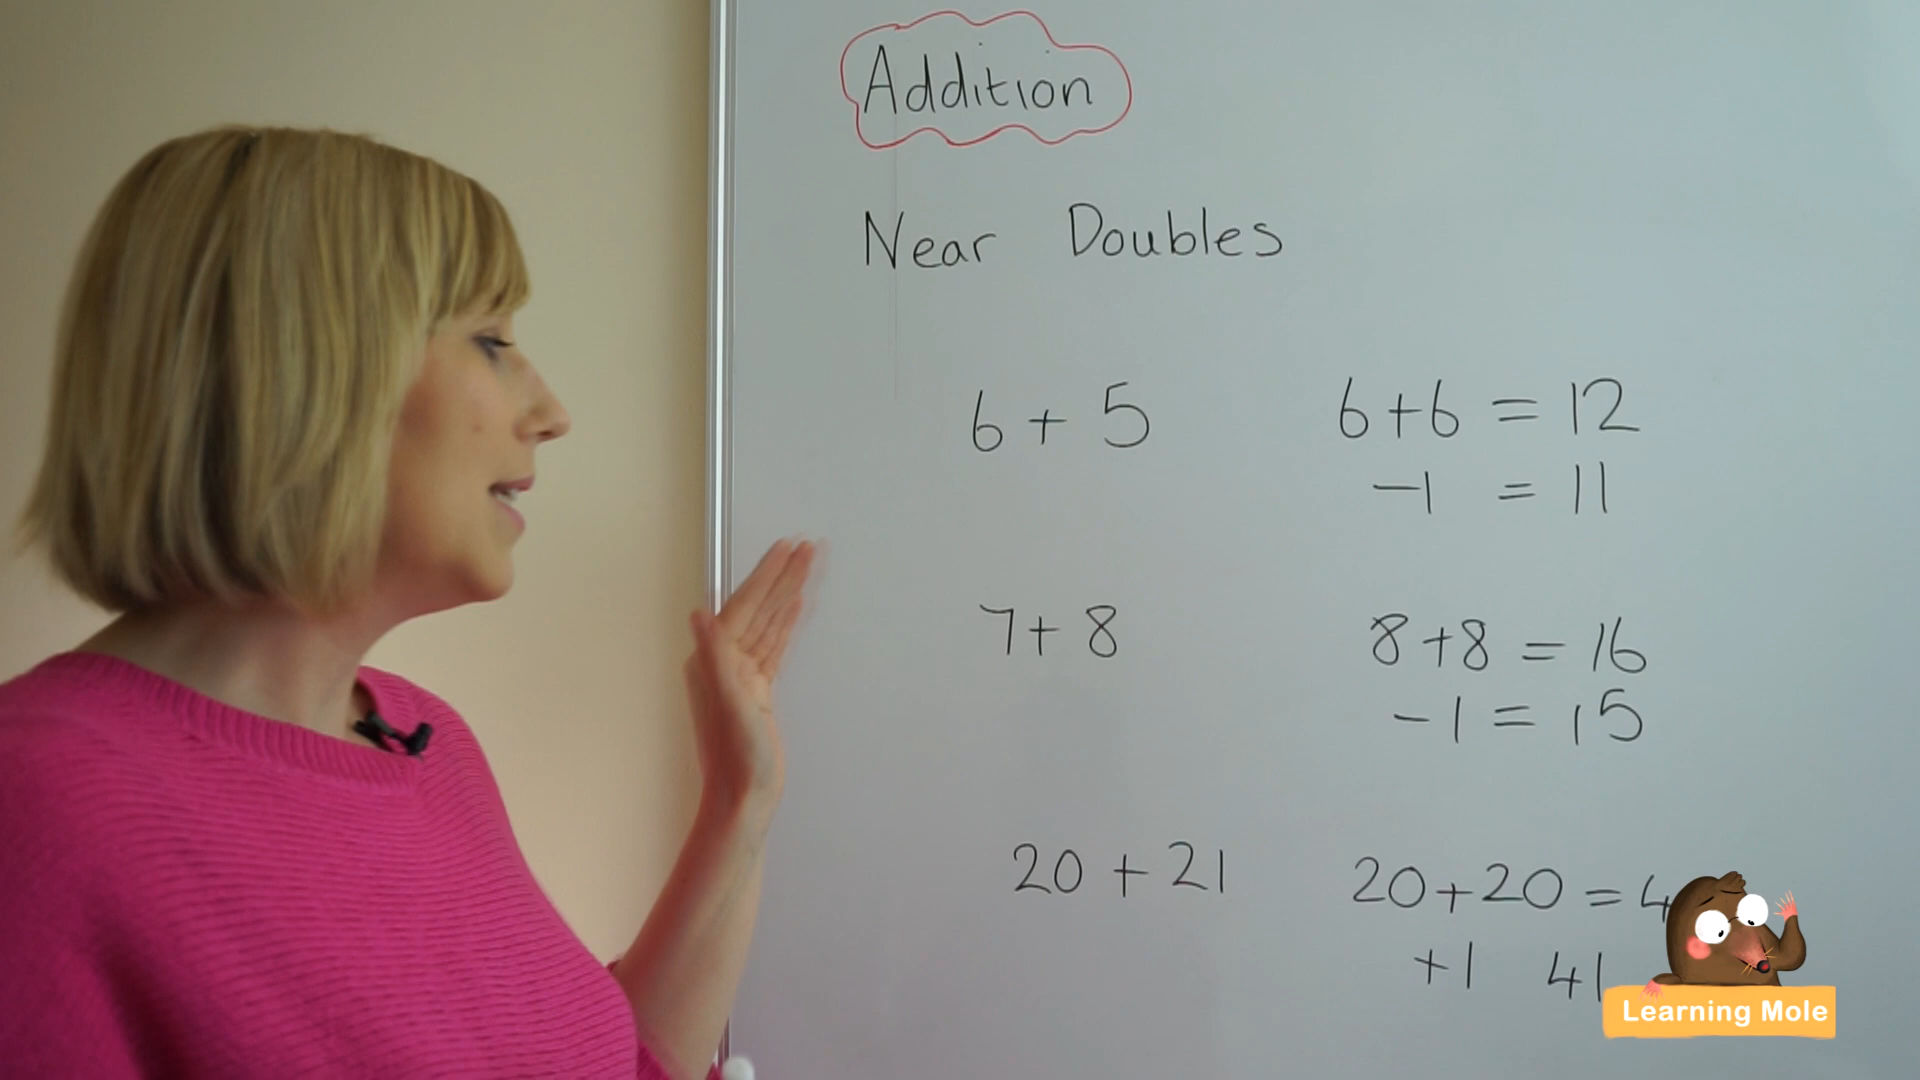 Addition
Near Doubles
6 + 5
6+6 = 12
-1 = 11
7+ 8
8+8 = 16
-1 = 15
20 + 21
20+20 = 4
+1 41
Learning Mole